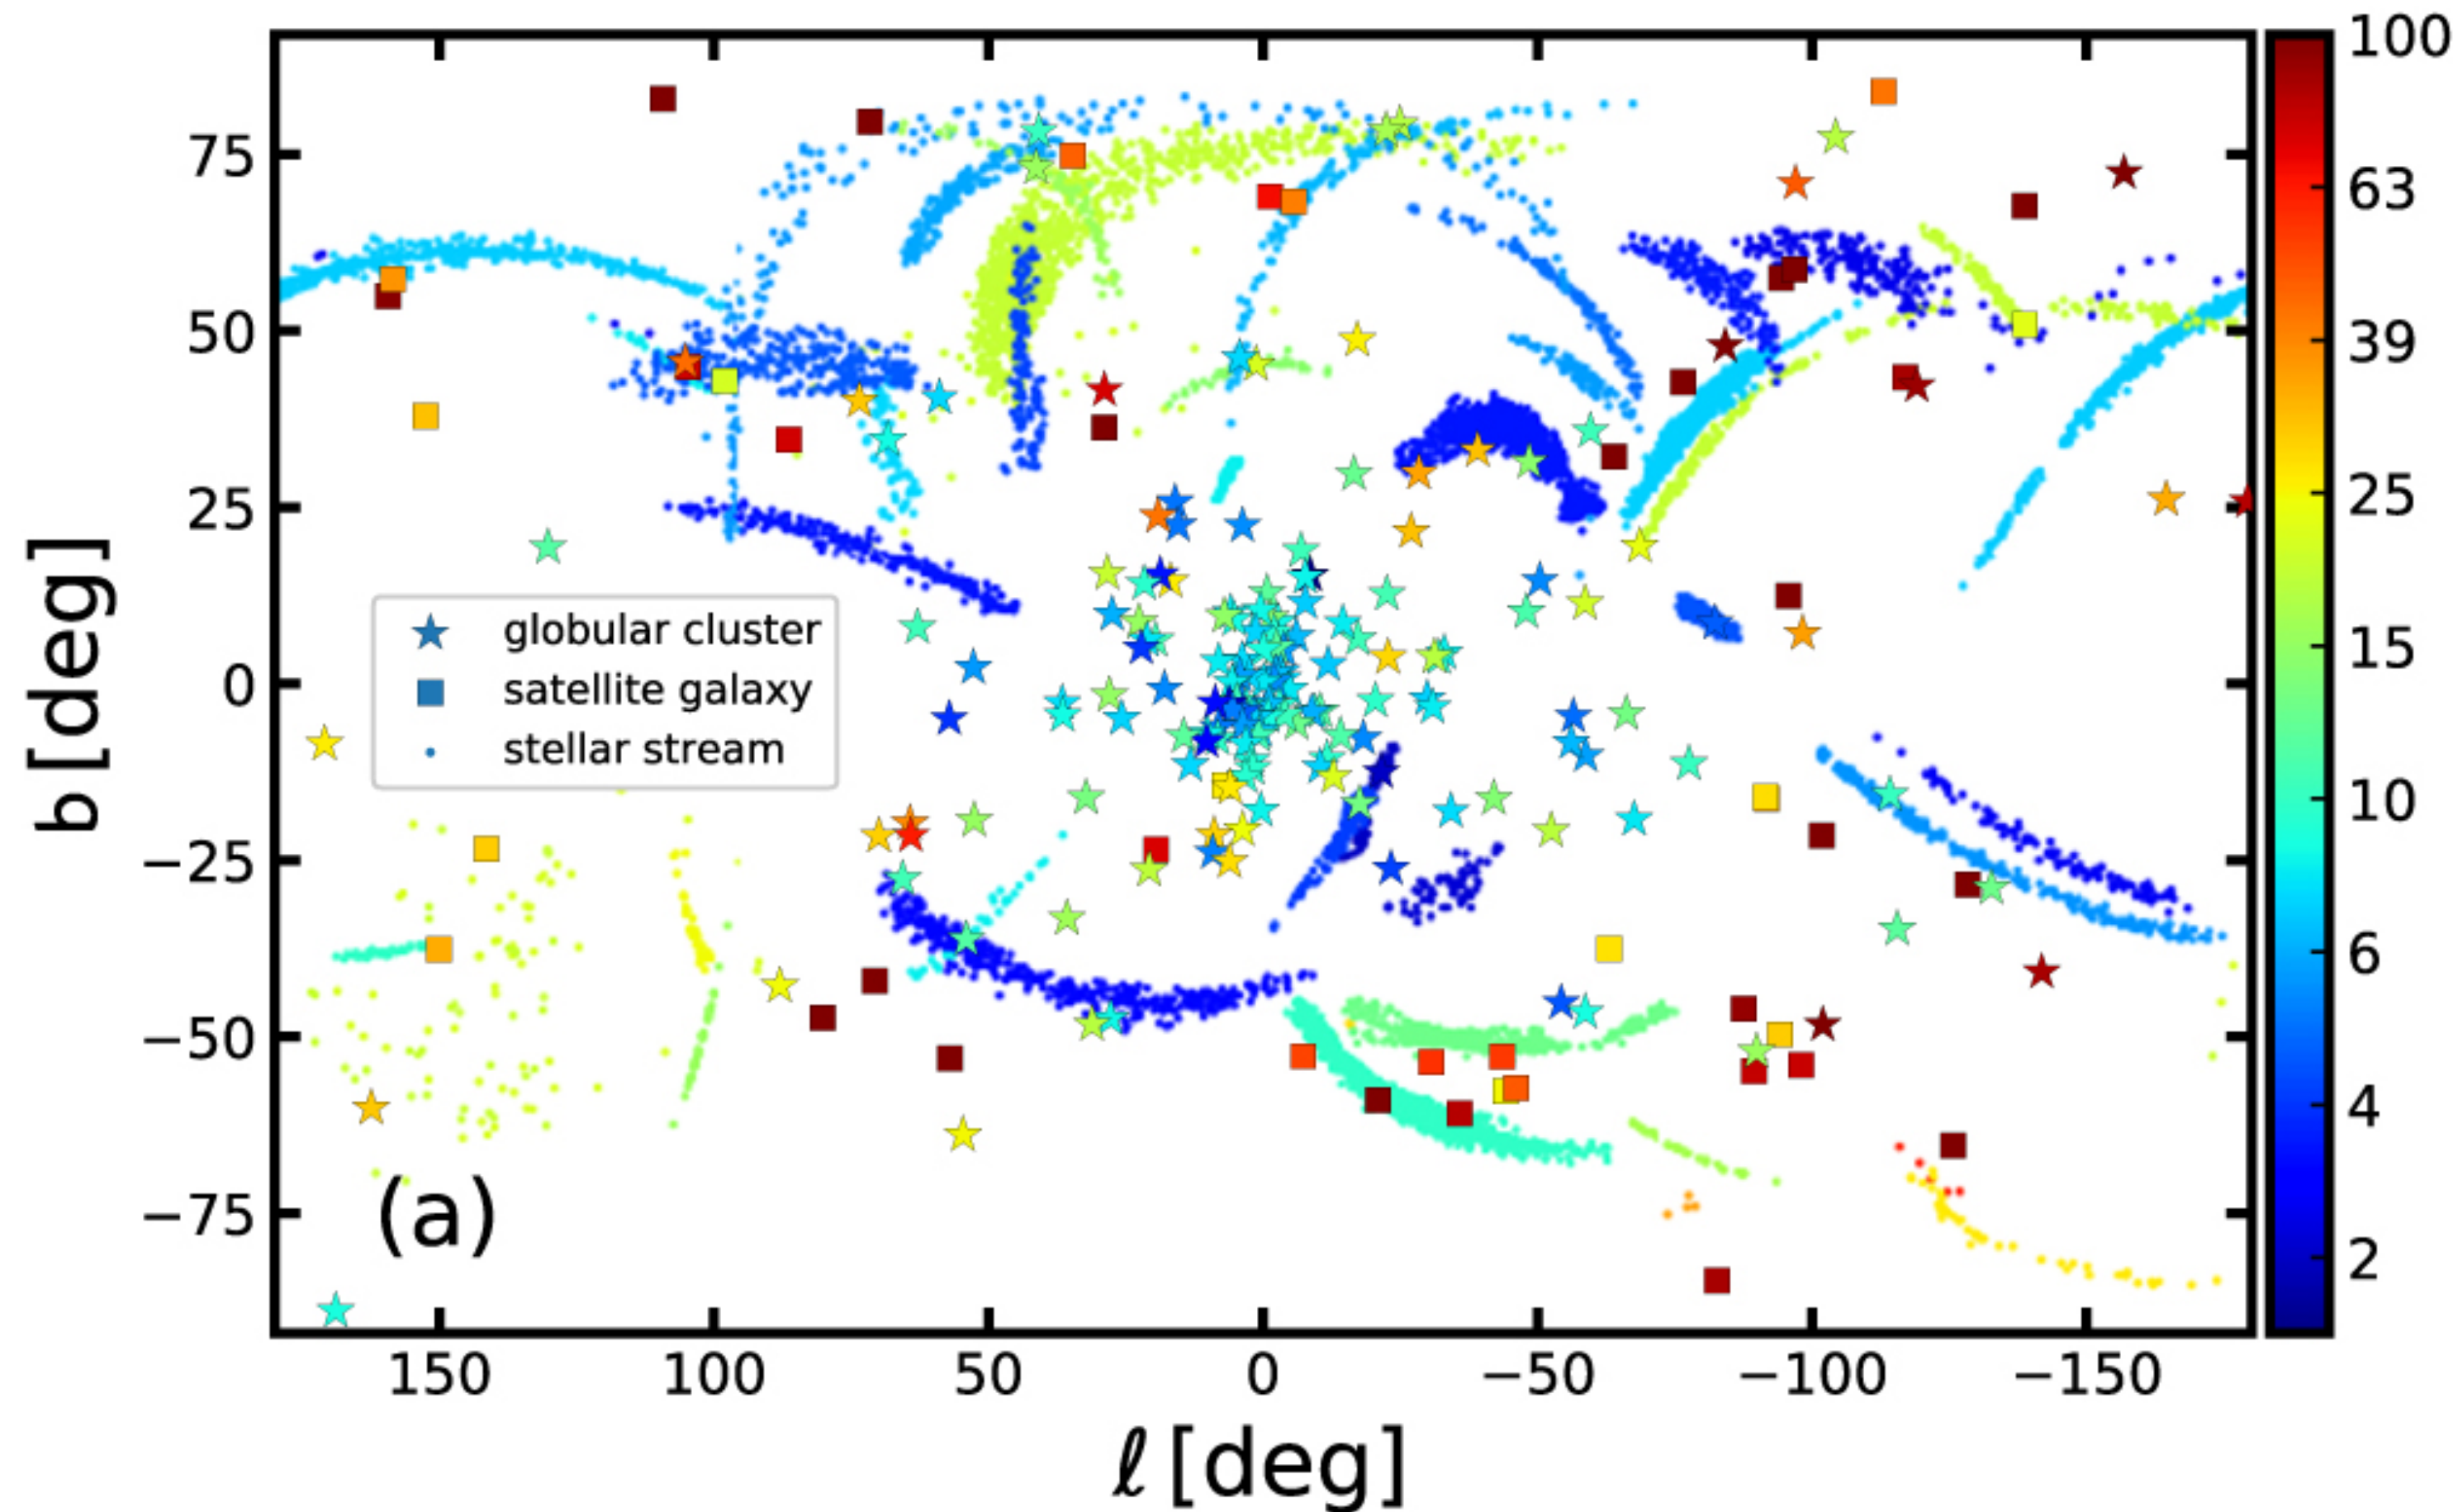 75
50
25
0
−25
−50
−75
b [deg]
globular cluster
satellite galaxy
stellar stream
(a)
150 100 50 0 −50 −100 −150
ℓ [deg]
100
63
39
25
15
10
6
4
2